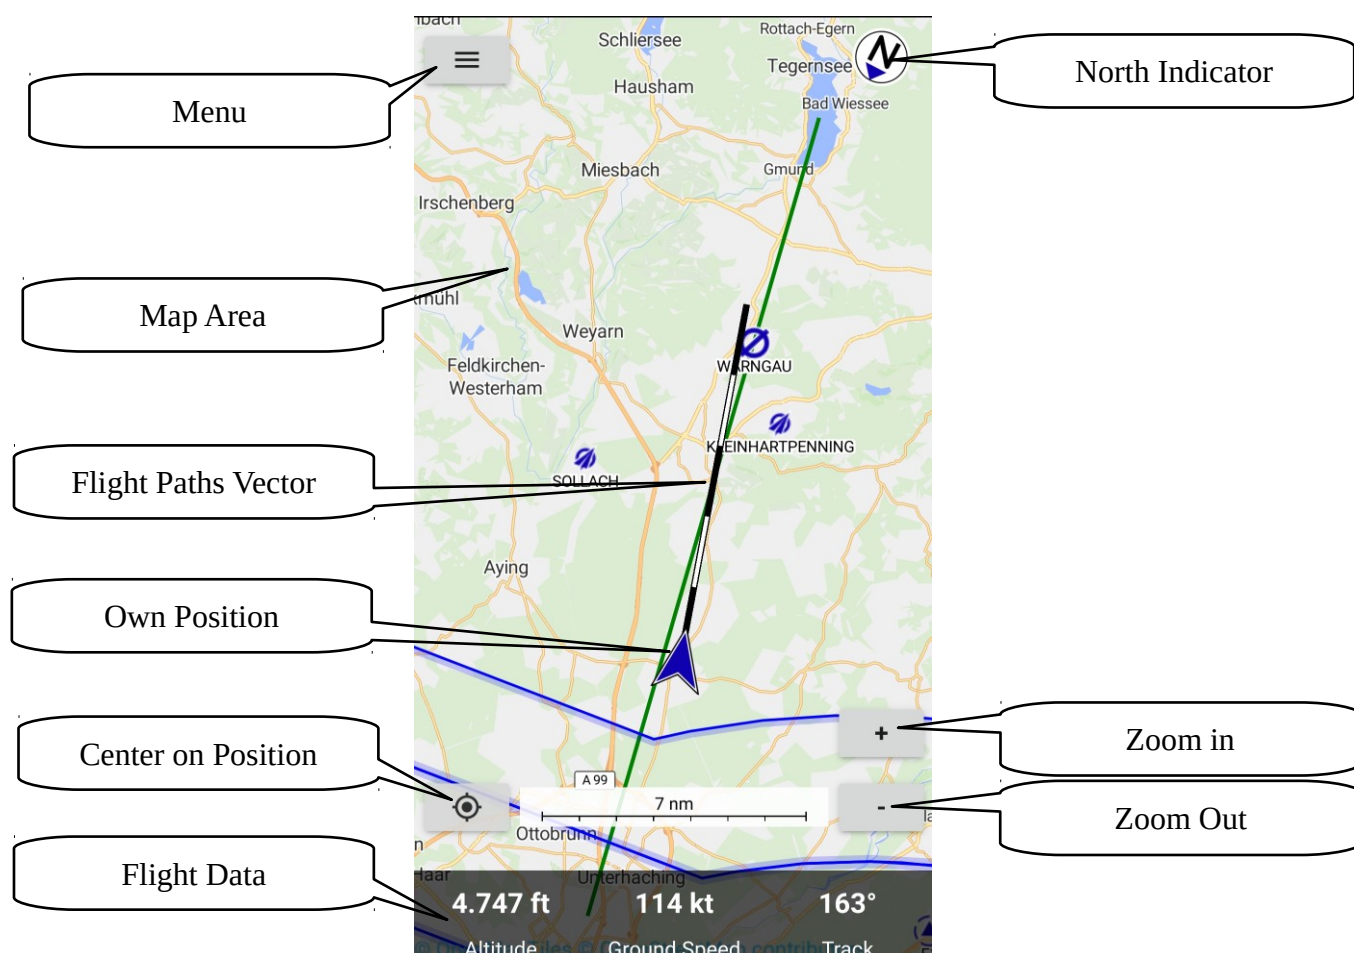 Schliersee
Rottach-Egern
Tegernsee
N
North Indicator
Menu
Hausham
Bad Wiessee
Miesbach
Gmund
Irschenberg
Map Area
Weyarn
WARNGAU
Feldkirchen-
Westerham
KLEINHARTPENNING
Flight Paths Vector
SOLLACH
Aying
Own Position
Center on Position
+
Zoom in
A 99
7 nm
-
Zoom Out
Ottobrunn
Flight Data
Unterhaching
4.747 ft
114 kt
163°
Altitude
Ground Speed
Track